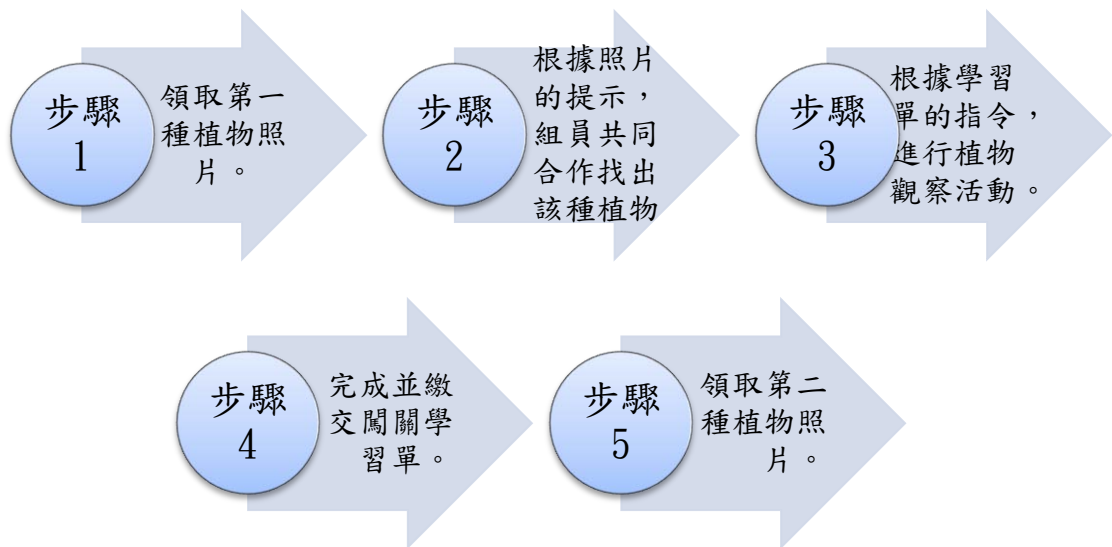 步驟
1
領取第一
種植物照
片。
步驟
2
根據照片
的提示，
組員共同
合作找出
該種植物
步驟
3
根據學習
單的指令，
進行植物
觀察活動。
步驟
4
完成並繳
交闖關學
習單。
步驟
5
領取第二
種植物照
片。